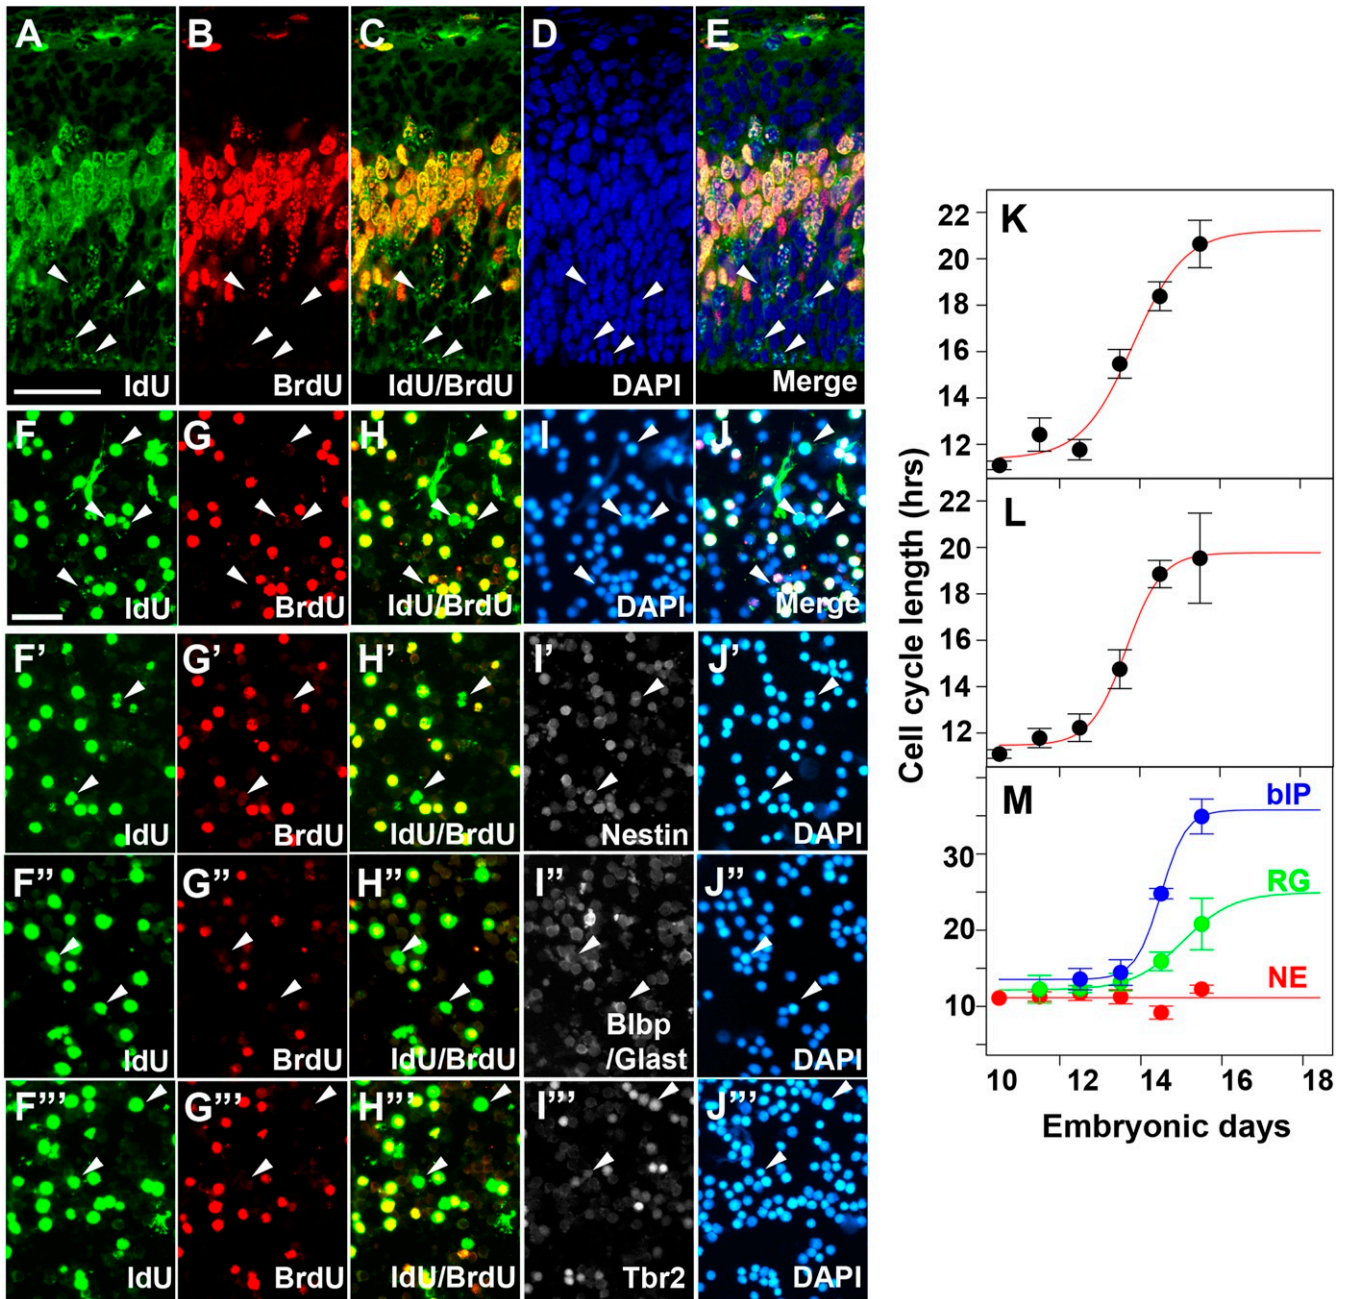 A B C D E
IdU BrdU IdU/BrdU DAPI Merge
F G H I J
IdU BrdU IdU/BrdU DAPI Merge
F' G' H' I' J'
IdU BrdU IdU/BrdU Nestin DAPI
F" G" H" I" J"
IdU BrdU IdU/BrdU Blbp
/Glast DAPI
F"' G"' H"' I"' J"'
IdU BrdU IdU/BrdU Tbr2 DAPI
K
22
20
18
16
14
12
L
22
20
18
16
14
12
Cell cycle length (hrs)
M
bIP
RG
NE
30
20
10
10 12 14 16 18
Embryonic days